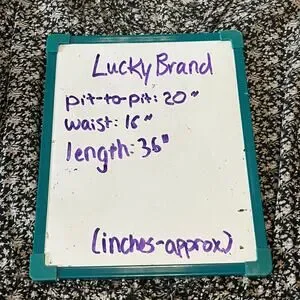 Lucky Brand
pit-to-pit: 20"
waist: 16"
length: 36"
(inches-approx)